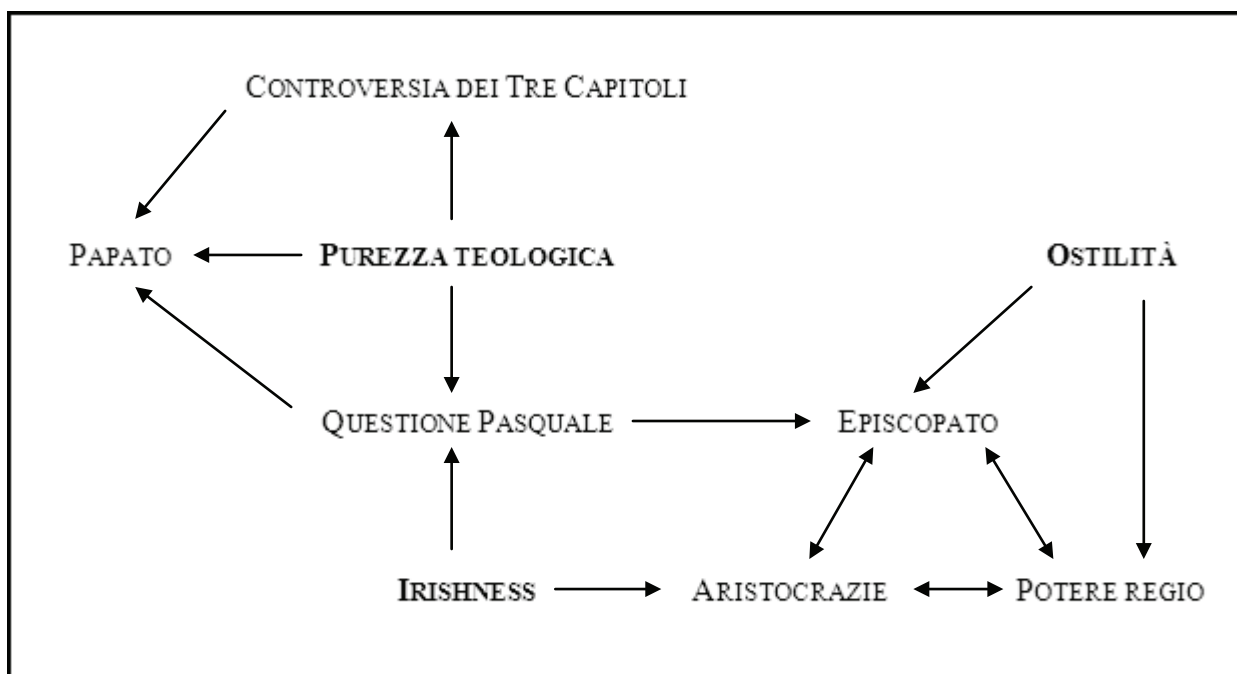 CONTROVERSIA DEI TRE CAPITOLI
PAPATO PUREZZA TEOLOGICA OSTILITÀ
QUESTIONE PASQUALE EPISCOPATO
IRISHNESS ARISTOCRAZIE POTERE REGIO